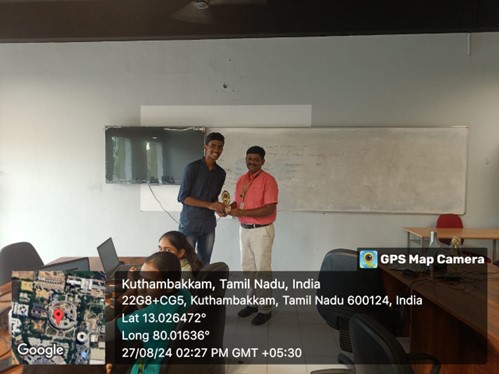 GPS Map Camera
Kuthambakkam, Tamil Nadu, India
22G8+CG5, Kuthambakkam, Tamil Nadu 600124, India
Lat 13.026472°
Long 80.01636°
27/08/24 02:27 PM GMT +05:30
Google